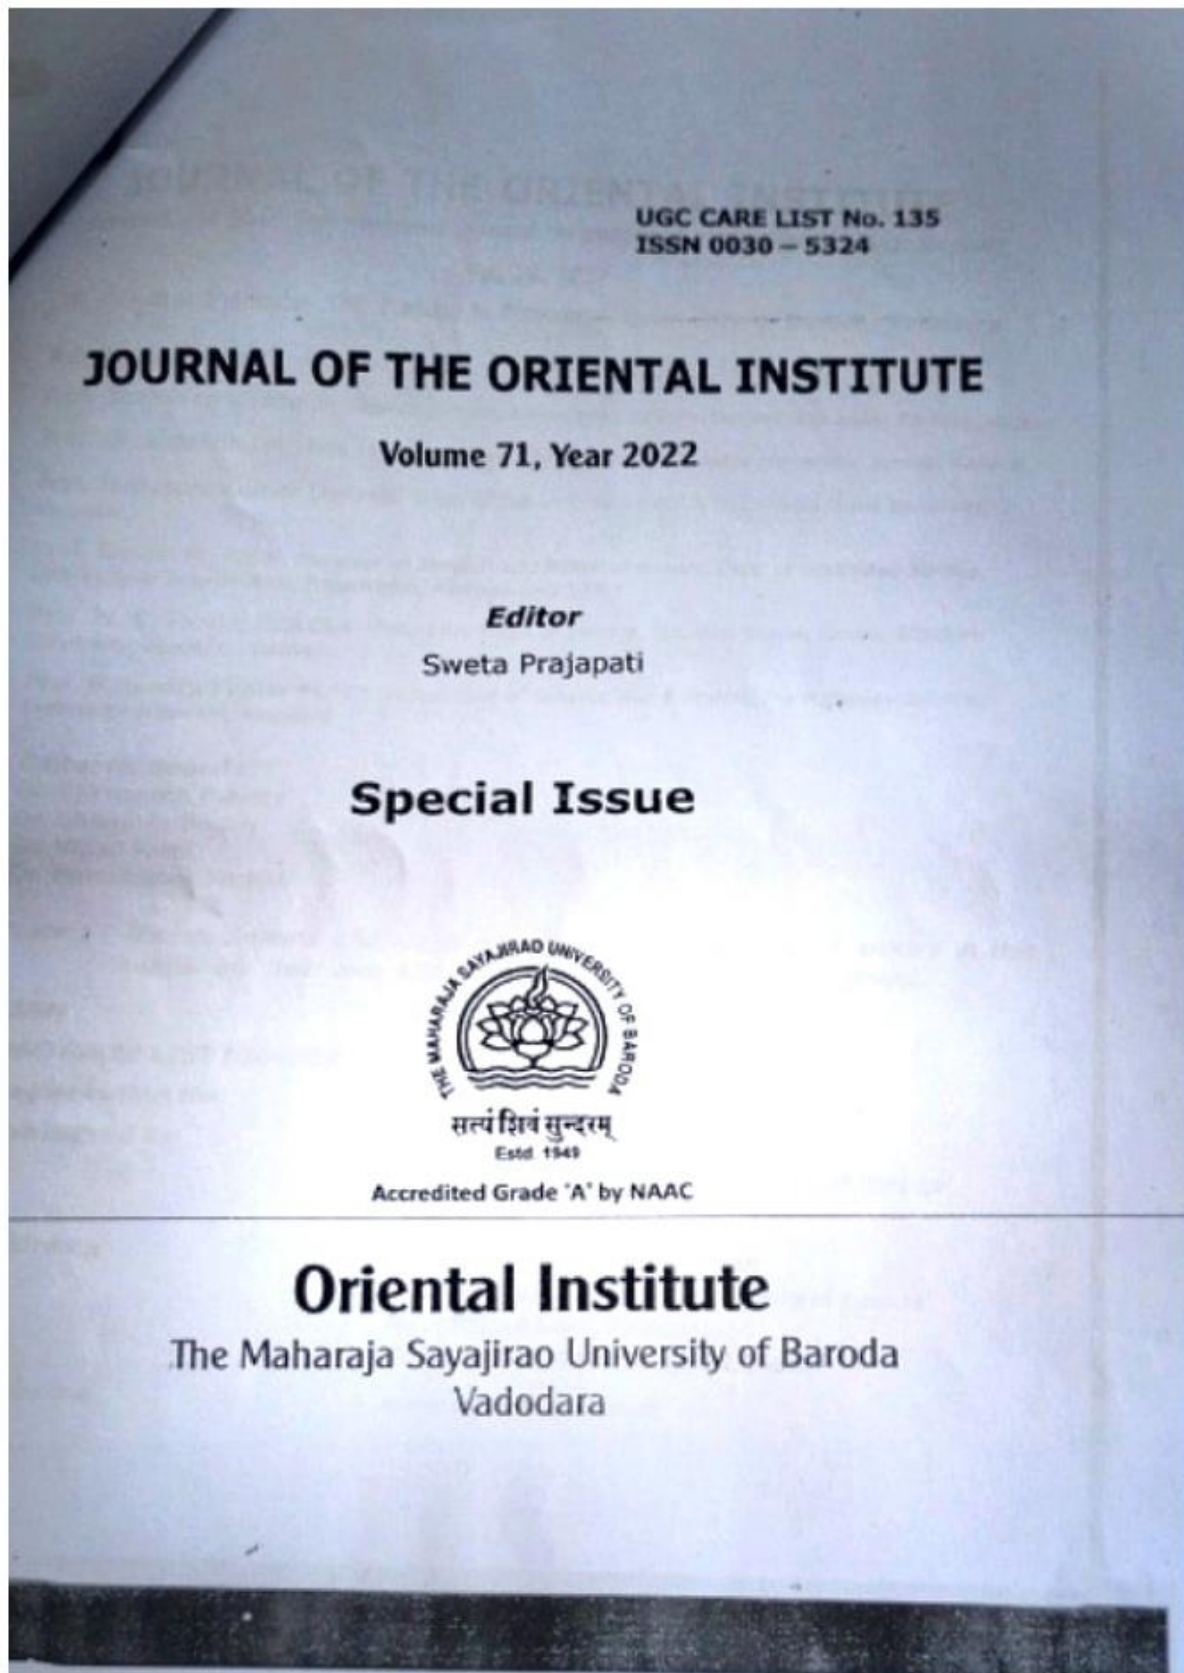 UGC CARE LIST No. 135
ISSN 0030 – 5324
JOURNAL OF THE ORIENTAL INSTITUTE
Volume 71, Year 2022
Editor
Sweta Prajapati
Special Issue
THE MAHARAJA SAYAJIRAO UNIVERSITY OF BARODA
सत्यं शिवं सुन्दरम्
Estd. 1949
Accredited Grade 'A' by NAAC
Oriental Institute
The Maharaja Sayajirao University of Baroda
Vadodara